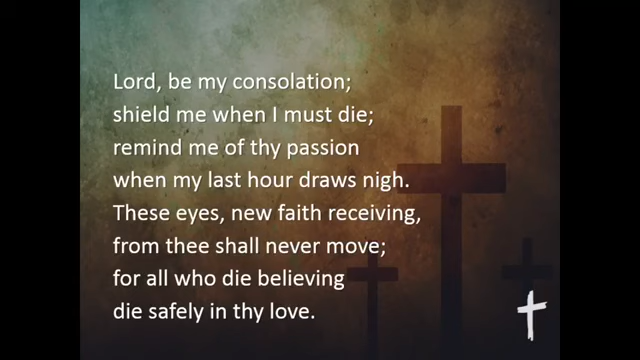 Lord, be my consolation;
shield me when I must die;
remind me of thy passion
when my last hour draws nigh.
These eyes, new faith receiving,
from thee shall never move;
for all who die believing
die safely in thy love.